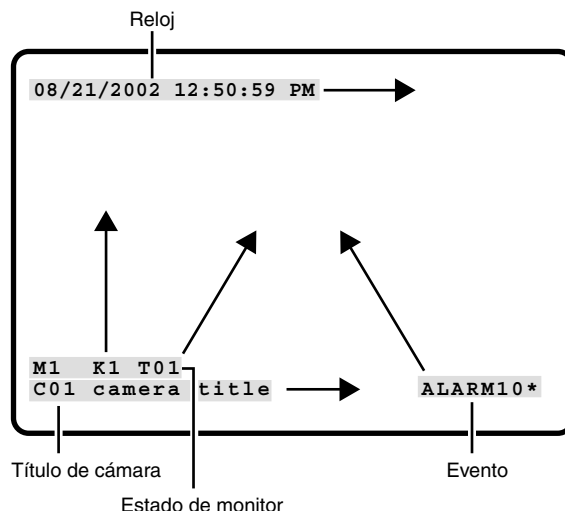 Reloj
08/21/2002 12:50:59 PM
M1 K1 T01
C01 camera title
ALARM10*
Título de cámara
Evento
Estado de monitor